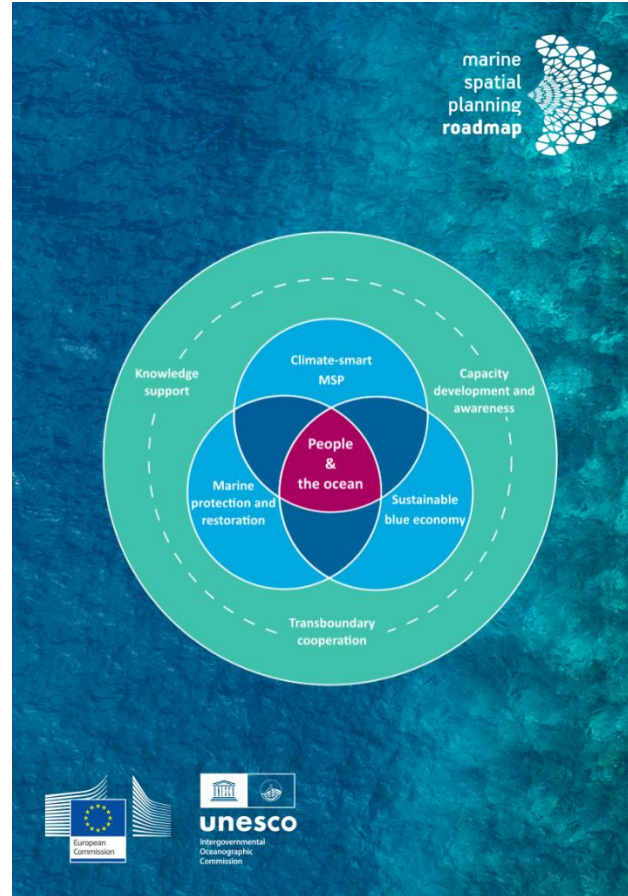 marine
spatial
planning
roadmap
Climate-smart
MSP
Knowledge
support
Capacity
development and
awareness
People
&
the ocean
Marine
protection and
restoration
Sustainable
blue economy
Transboundary
cooperation
European
Commission
unesco
Intergovernmental
Oceanographic
Commission